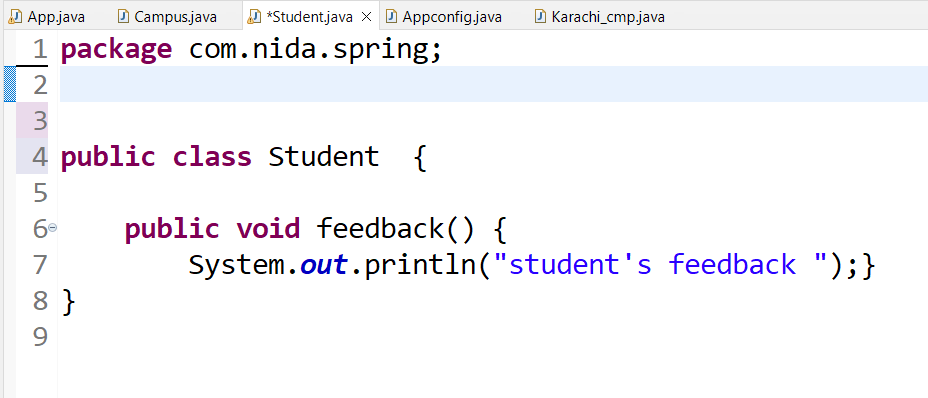 App.java Campus.java *Student.java Appconfig.java Karachi_cmp.java
1 package com.nida.spring;
2
3
4 public class Student  {
5
6     public void feedback() {
7         System.out.println("student's feedback ");}
8 }
9